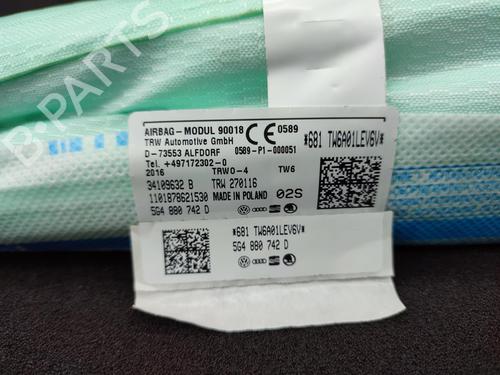 AIRBAG - MODUL 90018 CE 0589
TRW Automotive GmbH 0589-P1-000051
D-73553 ALFDORF
Tel. +497172302-0
2016 TRWO-4 TW6
34109632 B TRW 270116
1101878621530 MADE IN POLAND 02S
5G4 880 742 D
*681 TW6A01LEV6V*
*681 TW6A01LEV6V*
5G4 880 742 D
B-PARTS